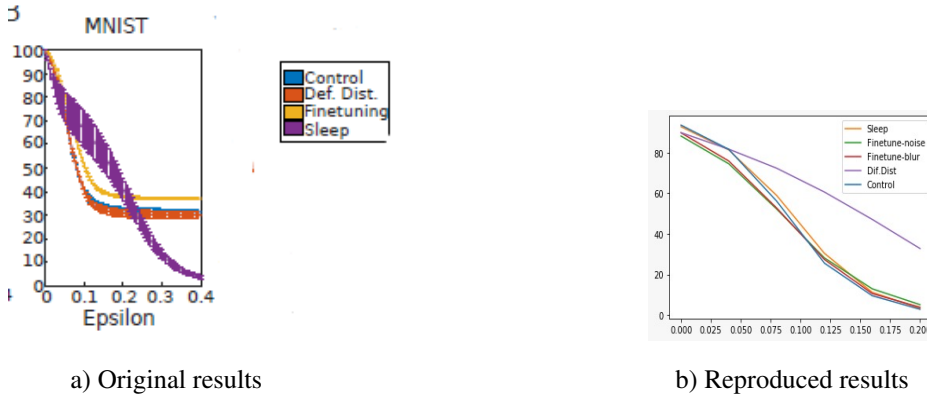 MNIST
100
90
80
70
60
50
40
30
20
10
0
0 0.1 0.2 0.3 0.4
Epsilon
Control
Def. Dist.
Finetuning
Sleep
a) Original results
Sleep
Finetune-noise
Finetune-blur
Dif.Dist
Control
80
60
40
20
0
0.000 0.025 0.050 0.075 0.100 0.125 0.150 0.175
b) Reproduced results